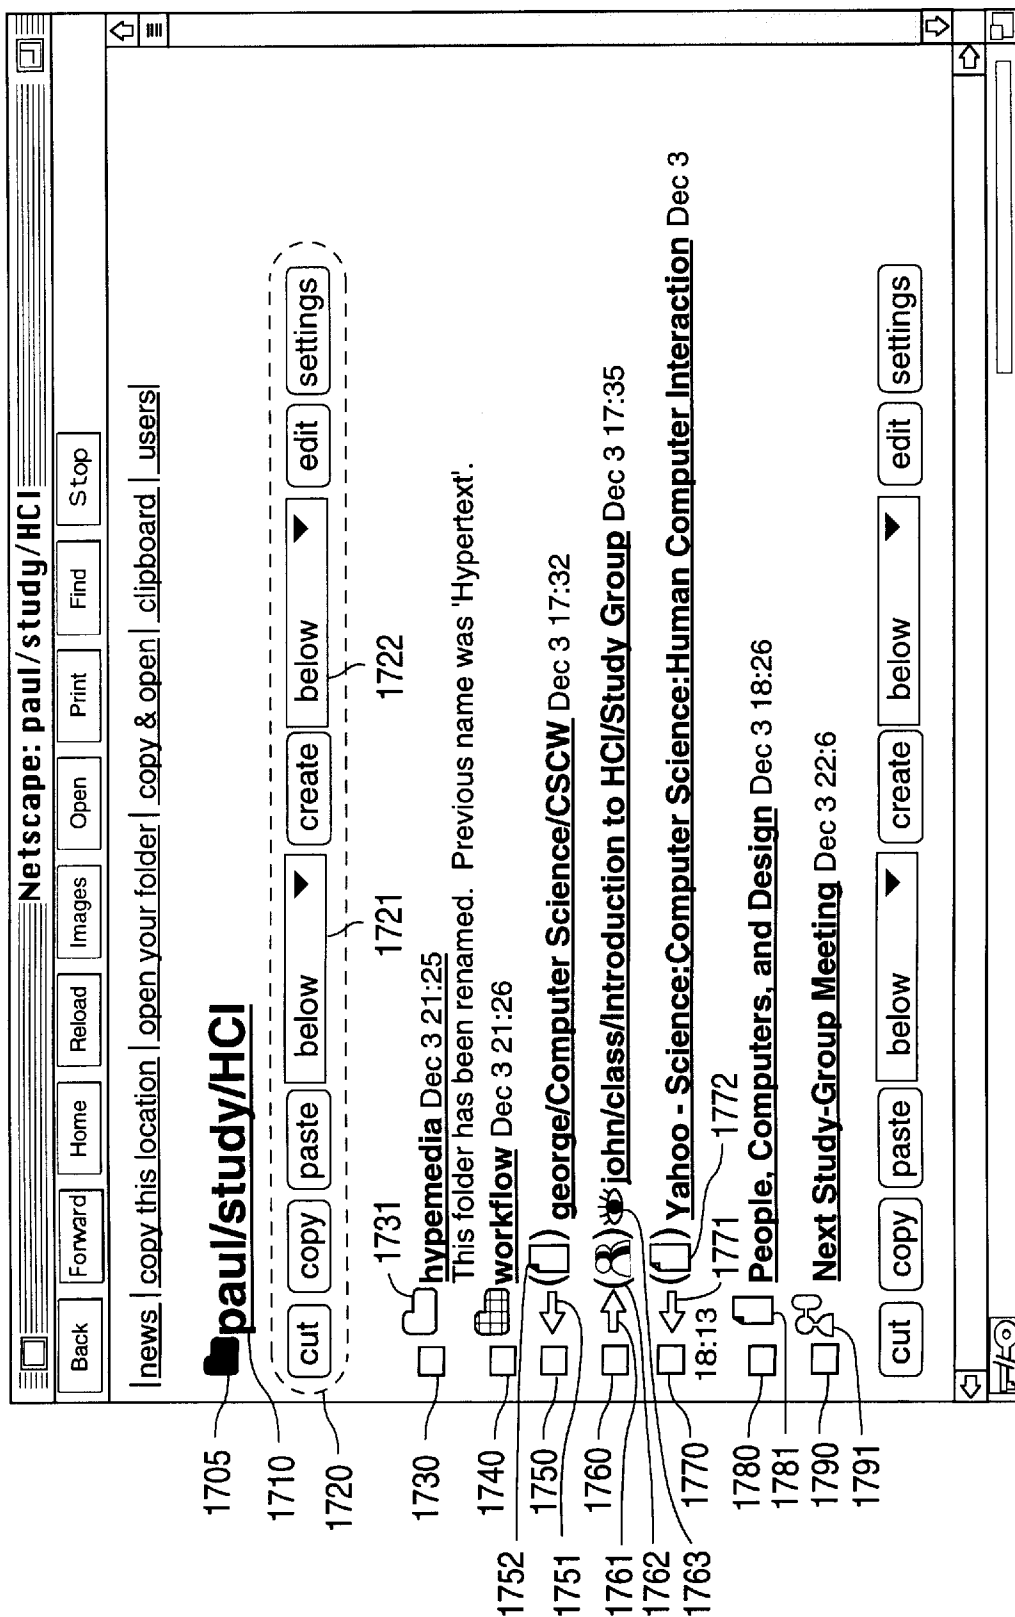 Netscape: paul/study/HCI
Back Forward Home Reload Images Open Print Find Stop
|news | copy this location | open your folder| copy & open| clipboard | users|
1705 paul/study/HCI
1710
1720 cut copy paste below create below edit settings
1721 1722
1731
1730 hypemedia Dec 3 21:25
This folder has been renamed. Previous name was 'Hypertext'.
1740 workflow Dec 3 21:26
1752
1750 ( ) george/Computer Science/CSCW Dec 3 17:32
1751
1760 ( ) john/class/Introduction to HCI/Study Group Dec 3 17:35
1761
1762
1763
1770 ( ) Yahoo - Science:Computer Science:Human Computer Interaction Dec 3
18:13 1771 1772
1780 People, Computers, and Design Dec 3 18:26
1781
1790 Next Study-Group Meeting Dec 3 22:6
1791
cut copy paste below create below edit settings